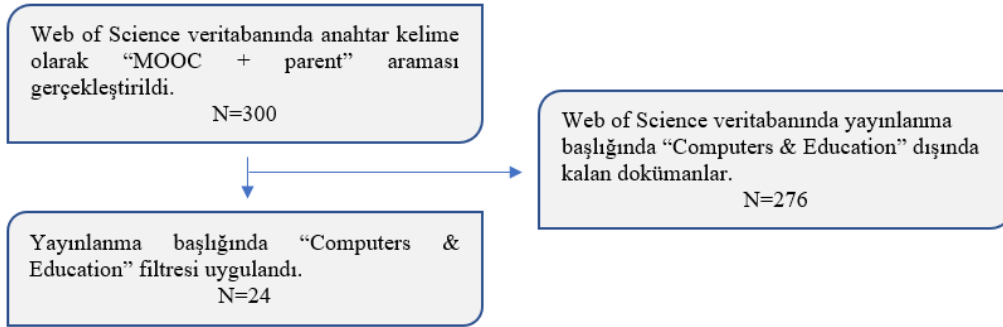 Web of Science veritabanında anahtar kelime
olarak “MOOC + parent” araması
gerçekleştirildi.
N=300
Web of Science veritabanında yayınlanma
başlığında “Computers & Education” dışında
kalan dokümanlar.
N=276
Yayınlanma başlığında “Computers &
Education” filtresi uygulandı.
N=24